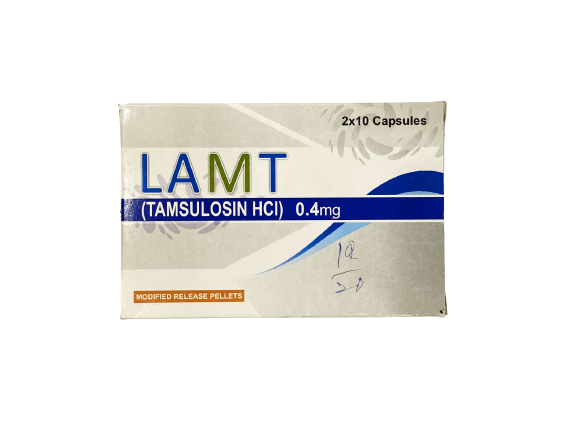 2x10 Capsules
LAMT
(TAMSULOSIN HCl) 0.4mg
MODIFIED RELEASE PELLETS